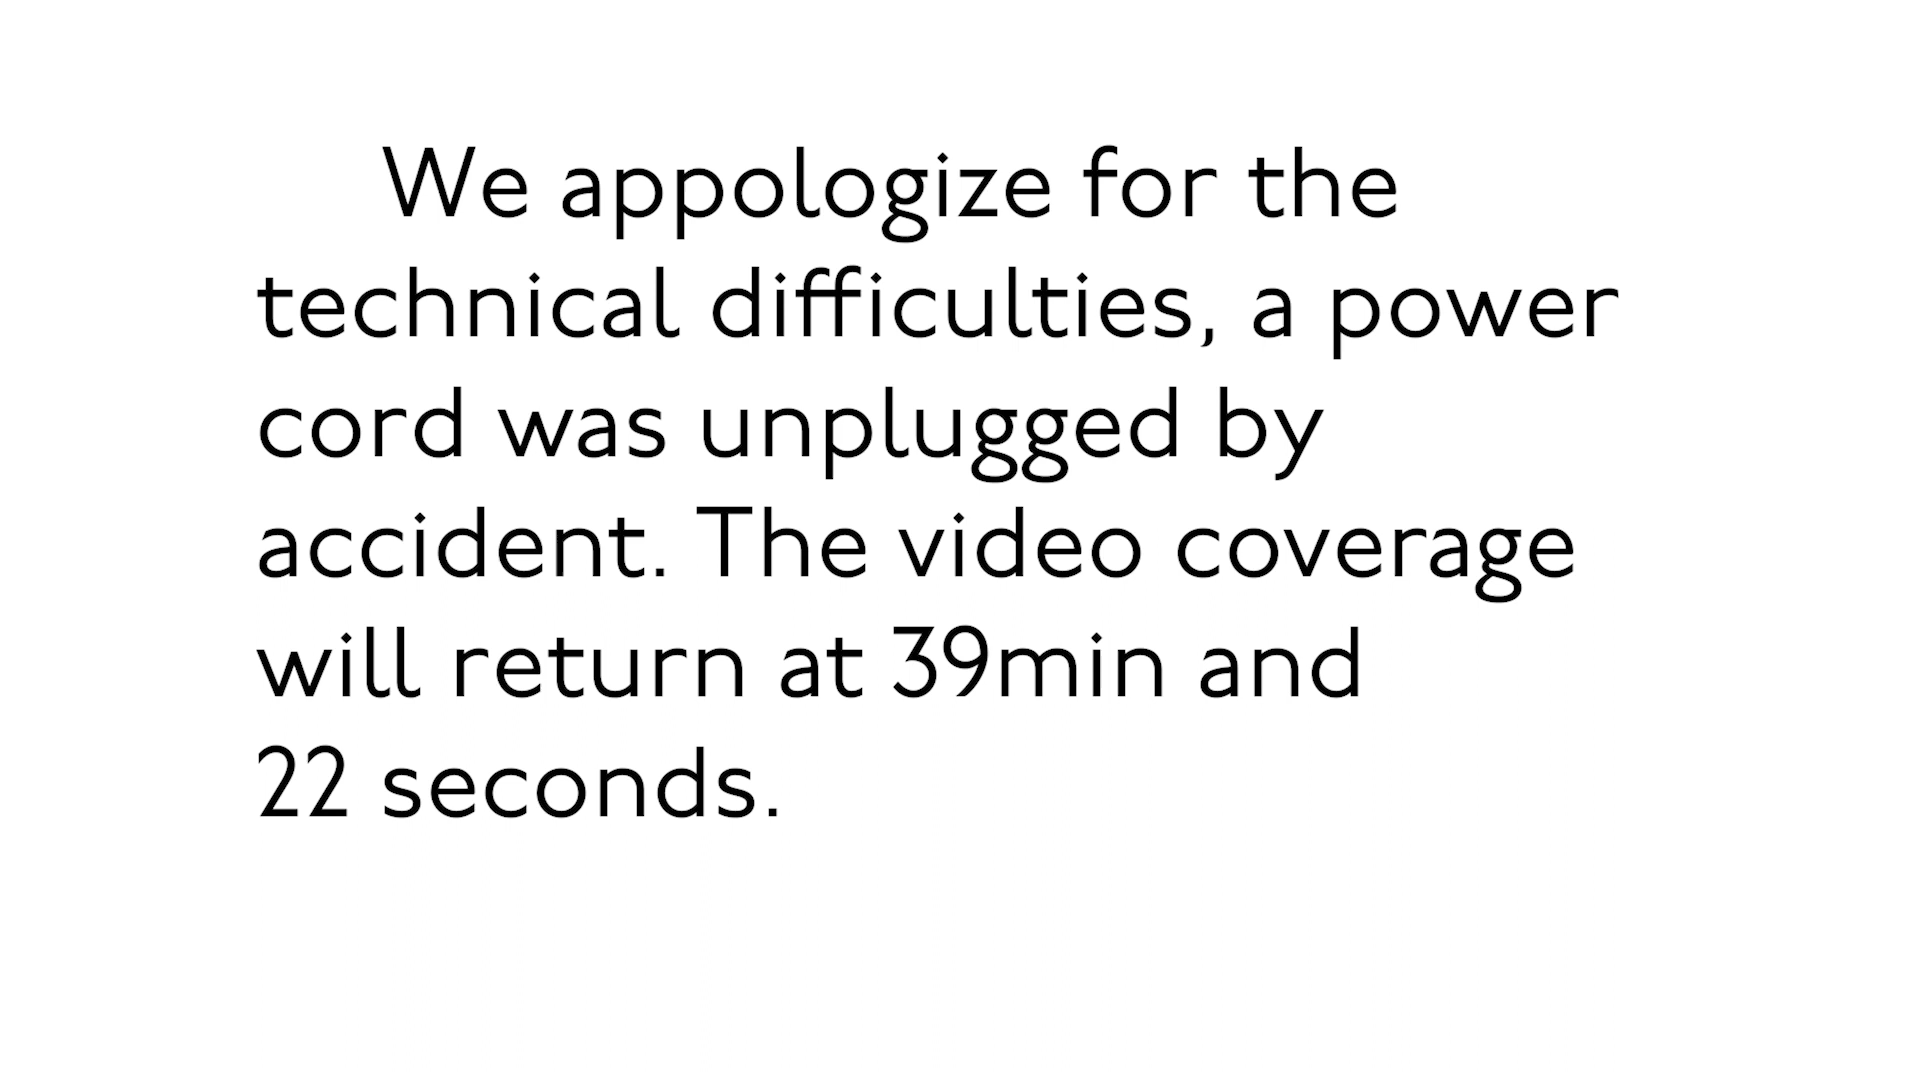 We appologize for the
technical difficulties, a power
cord was unplugged by
accident. The video coverage
will return at 39min and
22 seconds.